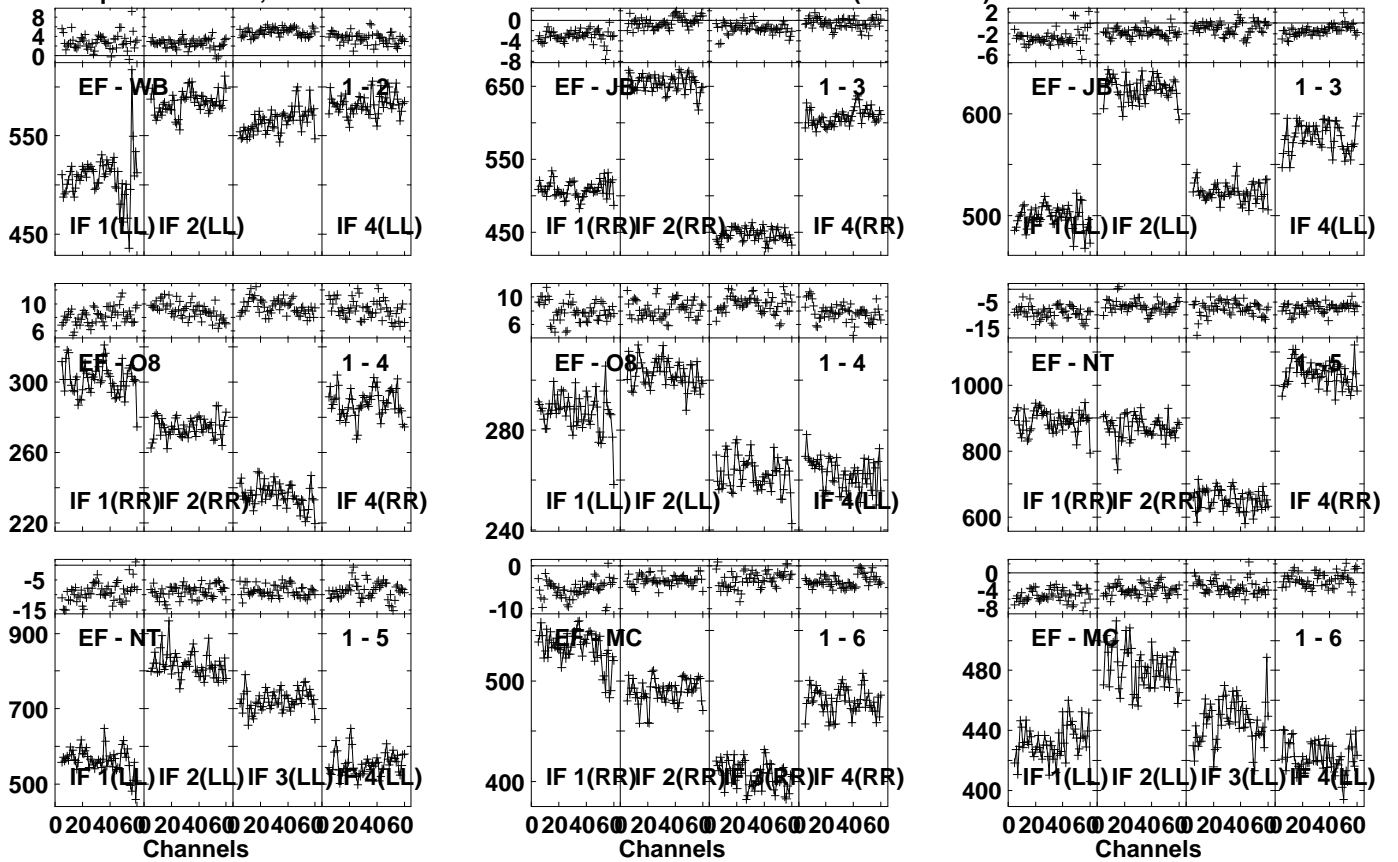 8
4
0
EF - WB 1 - 2
550
450
IF 1(LL) IF 2(LL) IF 4(LL)
0
-4
-8
EF - JB 1 - 3
650
550
450
IF 1(RR) IF 2(RR) IF 4(RR)
2
-2
-6
EF - JB 1 - 3
600
500
IF 1(LL) IF 2(LL) IF 4(LL)
10
6
EF - O8 1 - 4
300
260
220
IF 1(RR) IF 2(RR) IF 4(RR)
10
6
EF - O8 1 - 4
280
240
IF 1(LL) IF 2(LL) IF 4(LL)
-5
-15
EF - NT 1 - 5
1000
800
600
IF 1(RR) IF 2(RR) IF 4(RR)
-5
-15
EF - NT 1 - 5
900
700
500
IF 1(LL) IF 2(LL) IF 3(LL) IF 4(LL)
0 20 40 60 0 20 40 60 0 20 40 60 0 20 40 60
Channels
0
-10
EF - MC 1 - 6
500
400
IF 1(RR) IF 2(RR) IF 3(RR) IF 4(RR)
0 20 40 60 0 20 40 60 0 20 40 60 0 20 40 60
Channels
0
-4
-8
EF - MC 1 - 6
480
440
400
IF 1(LL) IF 2(LL) IF 3(LL) IF 4(LL)
0 20 40 60 0 20 40 60 0 20 40 60 0 20 40 60
Channels